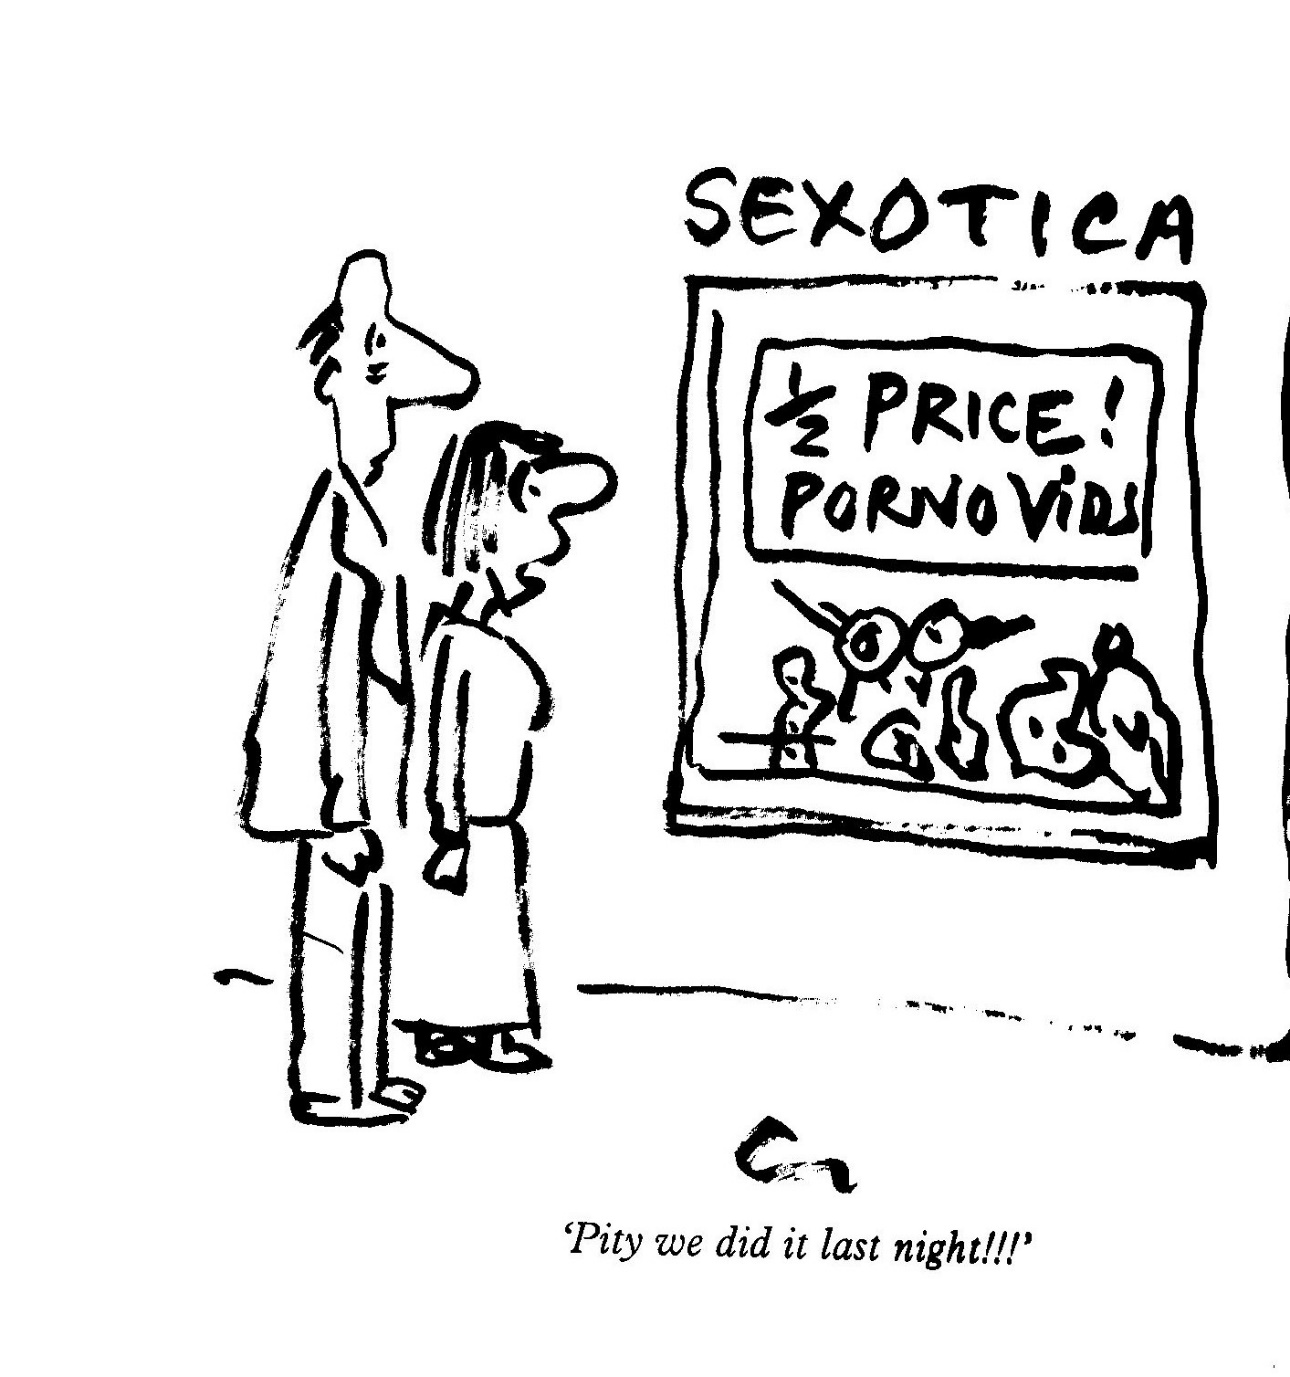 SEXOTICA
½ PRICE!
PORNO VIDS
‘Pity we did it last night!!!’